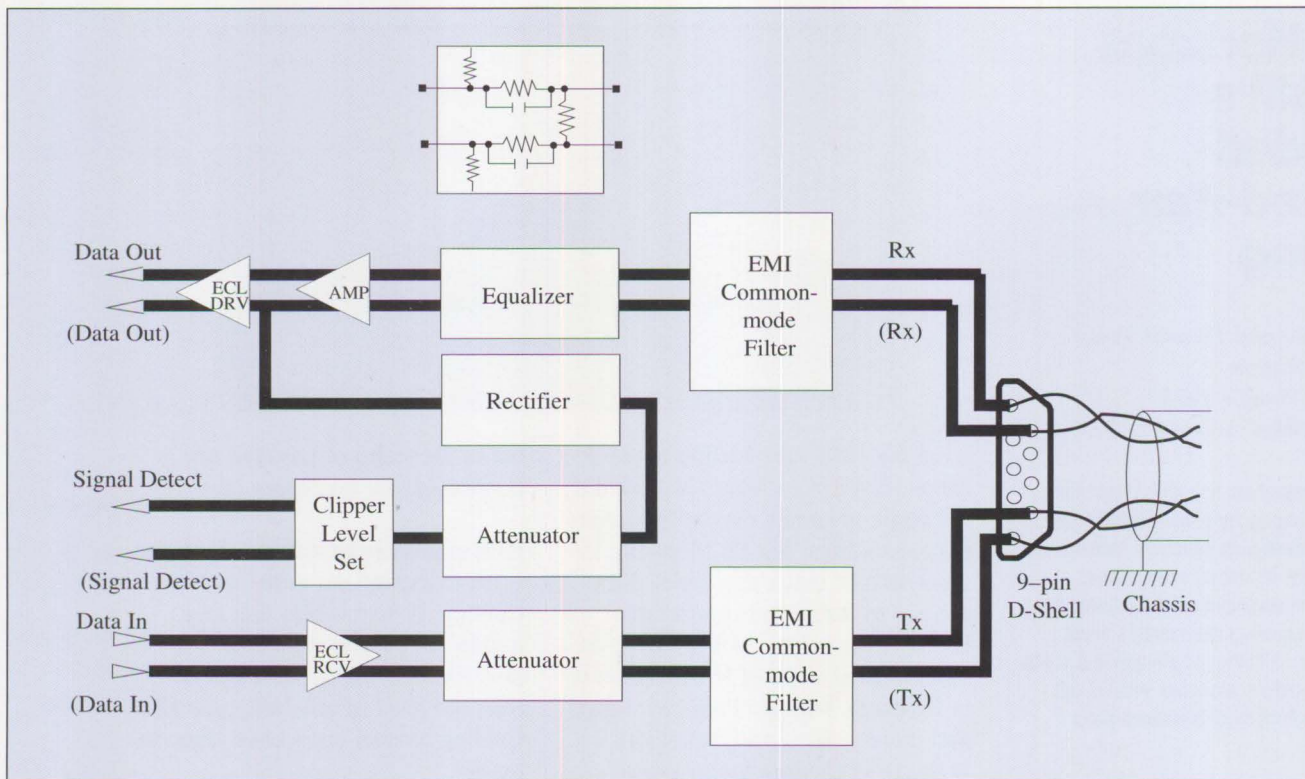 Data Out
ECL
DRV
AMP
Equalizer
EMI
Common-
mode
Filter
Rx
(Data Out)
(Rx)
Rectifier
Signal Detect
Clipper
Level
Set
Attenuator
(Signal Detect)
9–pin
D-Shell
Chassis
Data In
ECL
RCV
Attenuator
EMI
Common-
mode
Filter
Tx
(Data In)
(Tx)